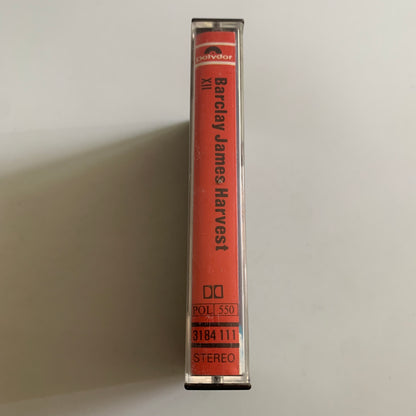 polydor
Barclay James Harvest
XII
POL 550
3184 111
STEREO